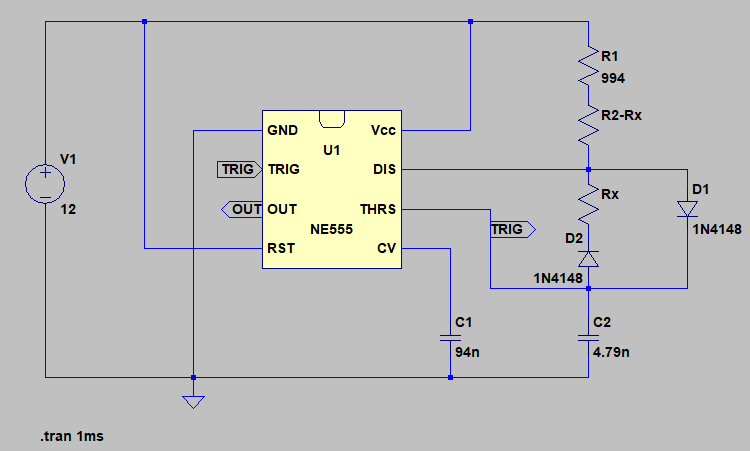 R1
994
R2-Rx
GND
Vcc
U1
V1
12
TRIG
TRIG
DIS
Rx
D1
OUT
OUT
THRS
NE555
TRIG
1N4148
D2
RST
CV
1N4148
C1
94n
C2
4.79n
.tran 1ms